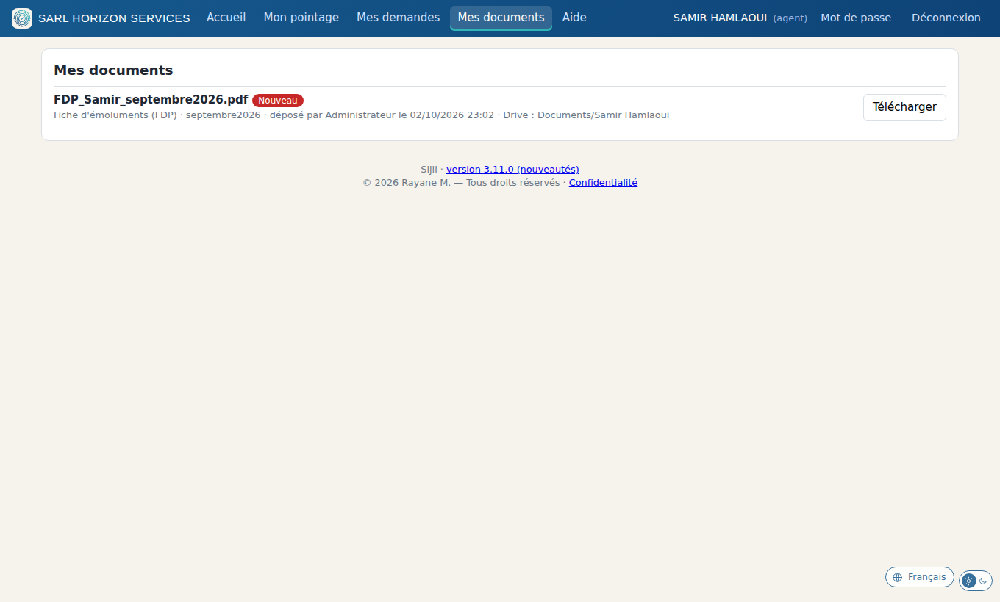 SARL HORIZON SERVICES Accueil Mon pointage Mes demandes Mes documents Aide SAMIR HAMLAOUI (agent) Mot de passe Déconnexion
Mes documents
FDP_Samir_septembre2026.pdf Nouveau
Fiche d'émoluments (FDP) · septembre2026 · déposé par Administrateur le 02/10/2026 23:02 · Drive : Documents/Samir Hamlaoui
Télécharger
Sijil · version 3.11.0 (nouveautés)
© 2026 Rayane M. — Tous droits réservés · Confidentialité
Français